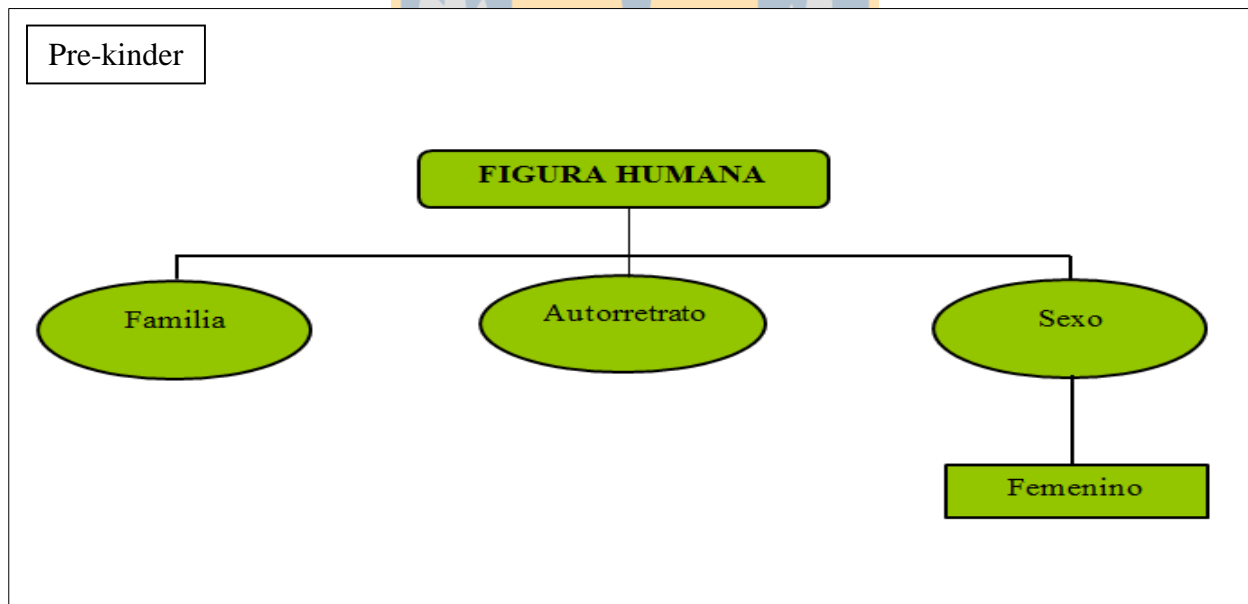 Pre-kinder
FIGURA HUMANA
Familia
Autorretrato
Sexo
Femenino